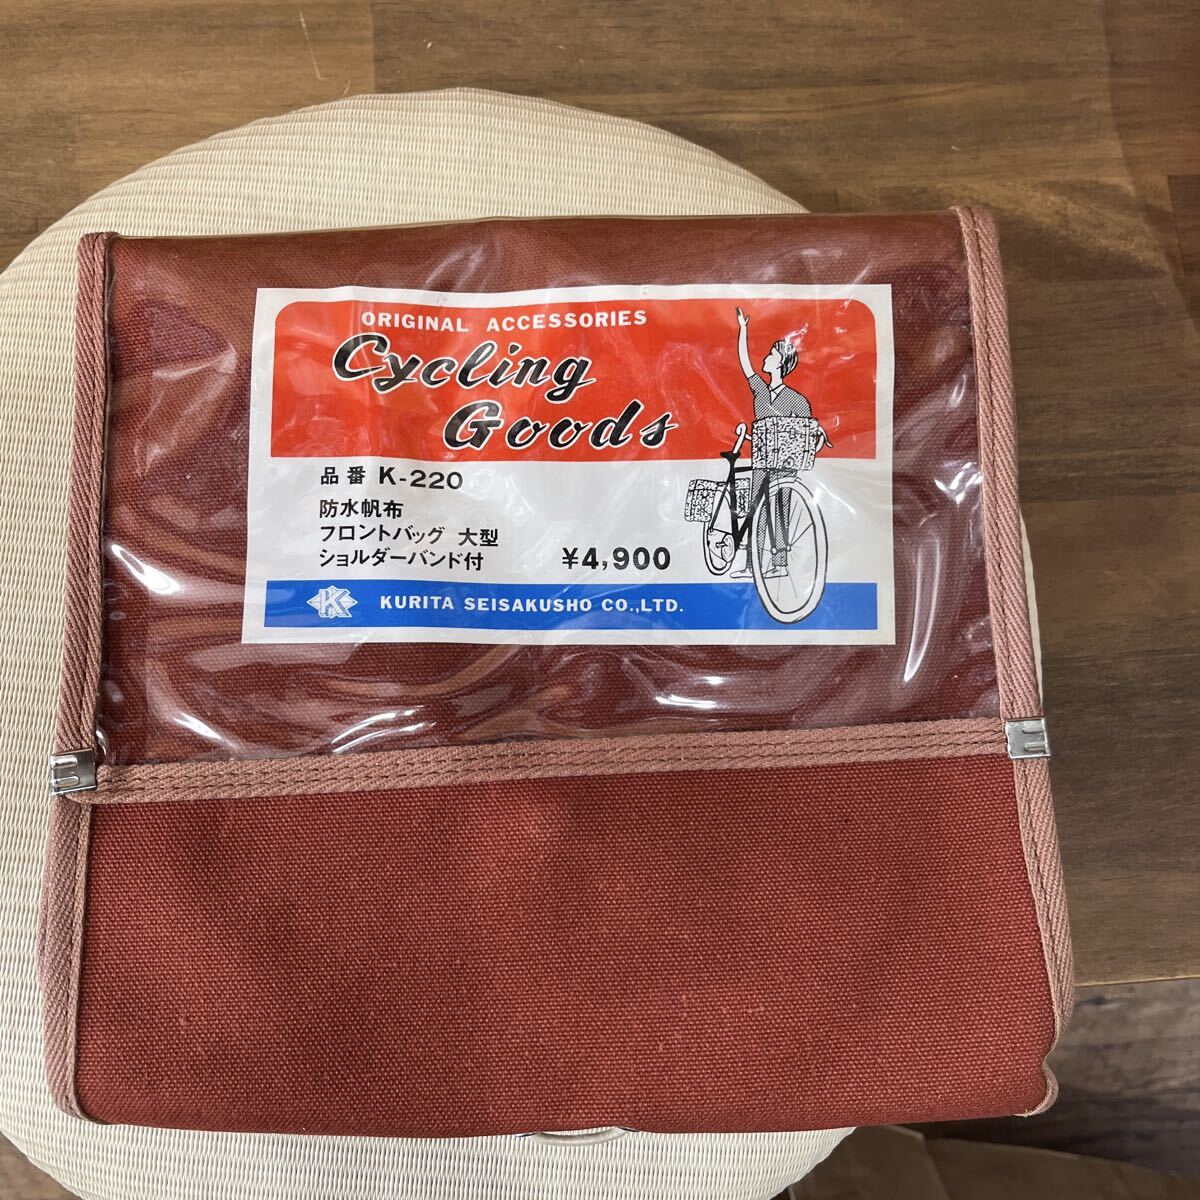 ORIGINAL ACCESSORIES
Cycling
Goods
品番 K-220
防水帆布
フロントバッグ 大型
ショルダーバンド付 ¥4,900
K KURITA SEISAKUSHO CO.,LTD.